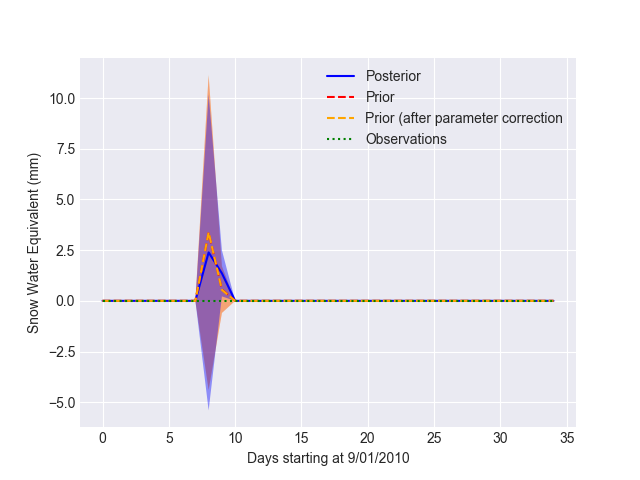 Posterior
Prior
Prior (after parameter correction
Observations
10.0
7.5
5.0
2.5
0.0
−2.5
−5.0
Snow Water Equivalent (mm)
0 5 10 15 20 25 30 35
Days starting at 9/01/2010